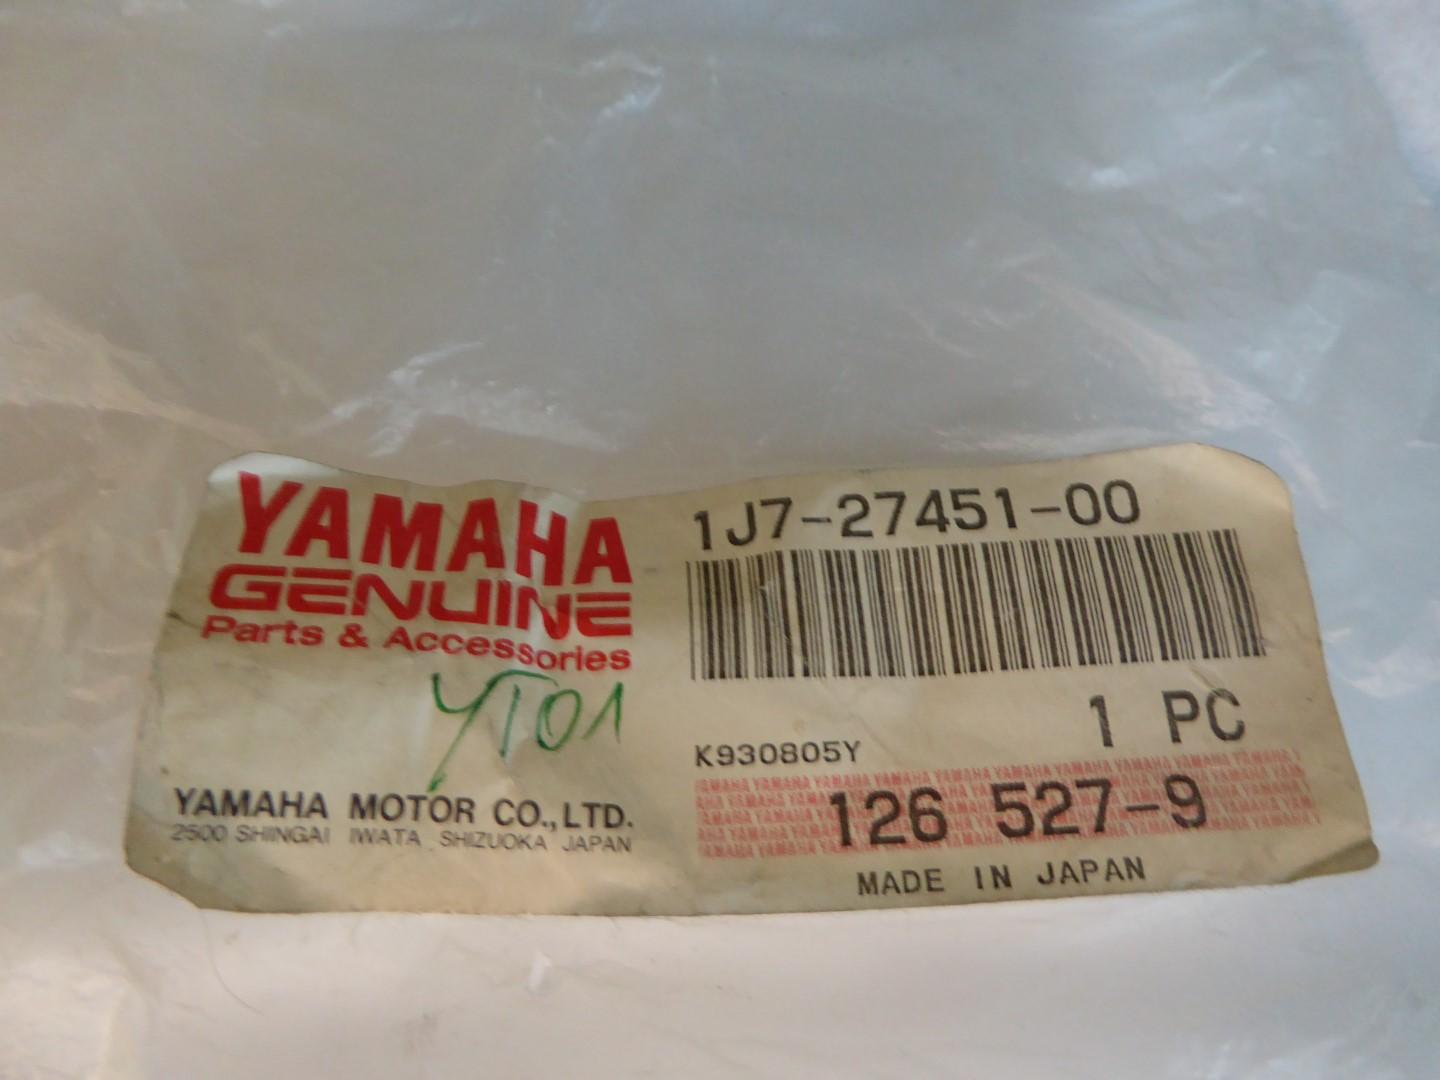 YAMAHA
GENUINE
Parts & Accessories
YT01
YAMAHA MOTOR CO.,LTD.
2500 SHINGAI IWATA SHIZUOKA JAPAN
1J7-27451-00
1 PC
K930805Y
126 527-9
MADE IN JAPAN